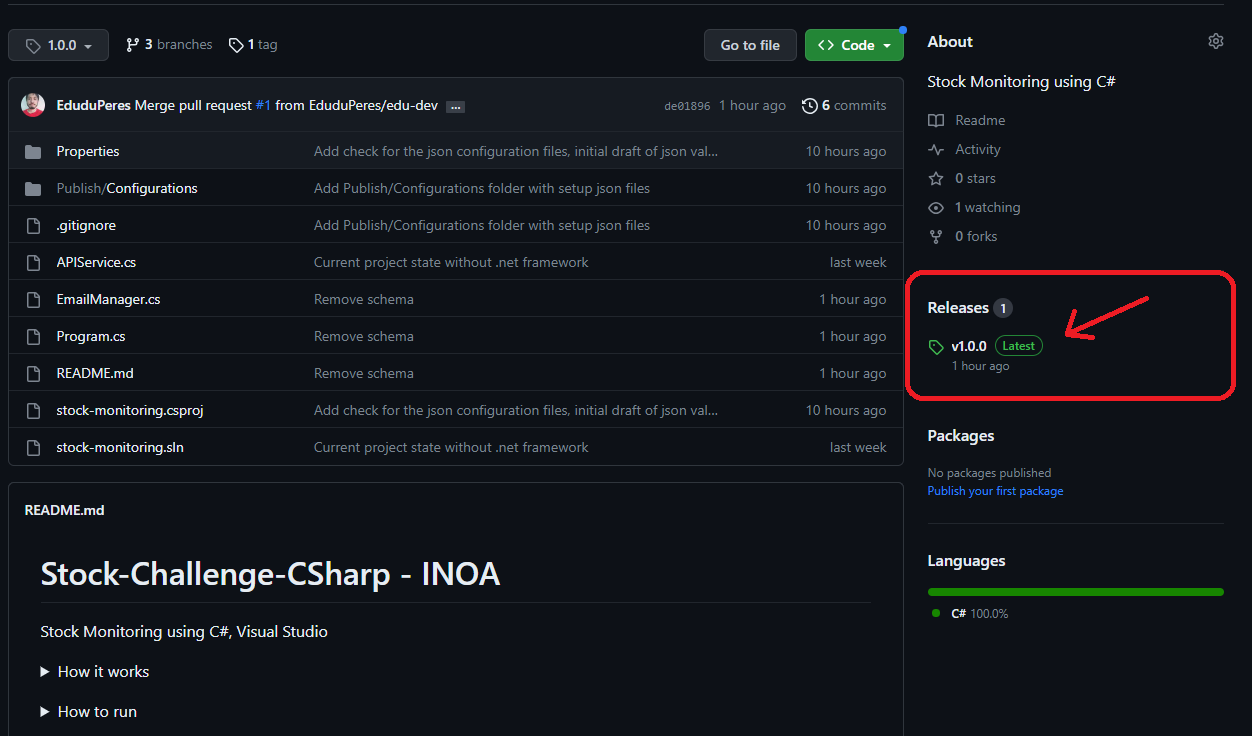 1.0.0
3 branches
1 tag
Go to file
Code
EduduPeres Merge pull request #1 from EduduPeres/edu-dev ...
de01896 1 hour ago 6 commits
Properties Add check for the json configuration files, initial draft of json val... 10 hours ago
Publish/Configurations Add Publish/Configurations folder with setup json files 10 hours ago
.gitignore Add Publish/Configurations folder with setup json files 10 hours ago
APIService.cs Current project state without .net framework last week
EmailManager.cs Remove schema 1 hour ago
Program.cs Remove schema 1 hour ago
README.md Remove schema 1 hour ago
stock-monitoring.csproj Add check for the json configuration files, initial draft of json val... 10 hours ago
stock-monitoring.sln Current project state without .net framework last week
README.md
Stock-Challenge-CSharp - INOA
Stock Monitoring using C#, Visual Studio
How it works
How to run
About
Stock Monitoring using C#
Readme
Activity
0 stars
1 watching
0 forks
Releases 1
v1.0.0 Latest
1 hour ago
Packages
No packages published
Publish your first package
Languages
C# 100.0%